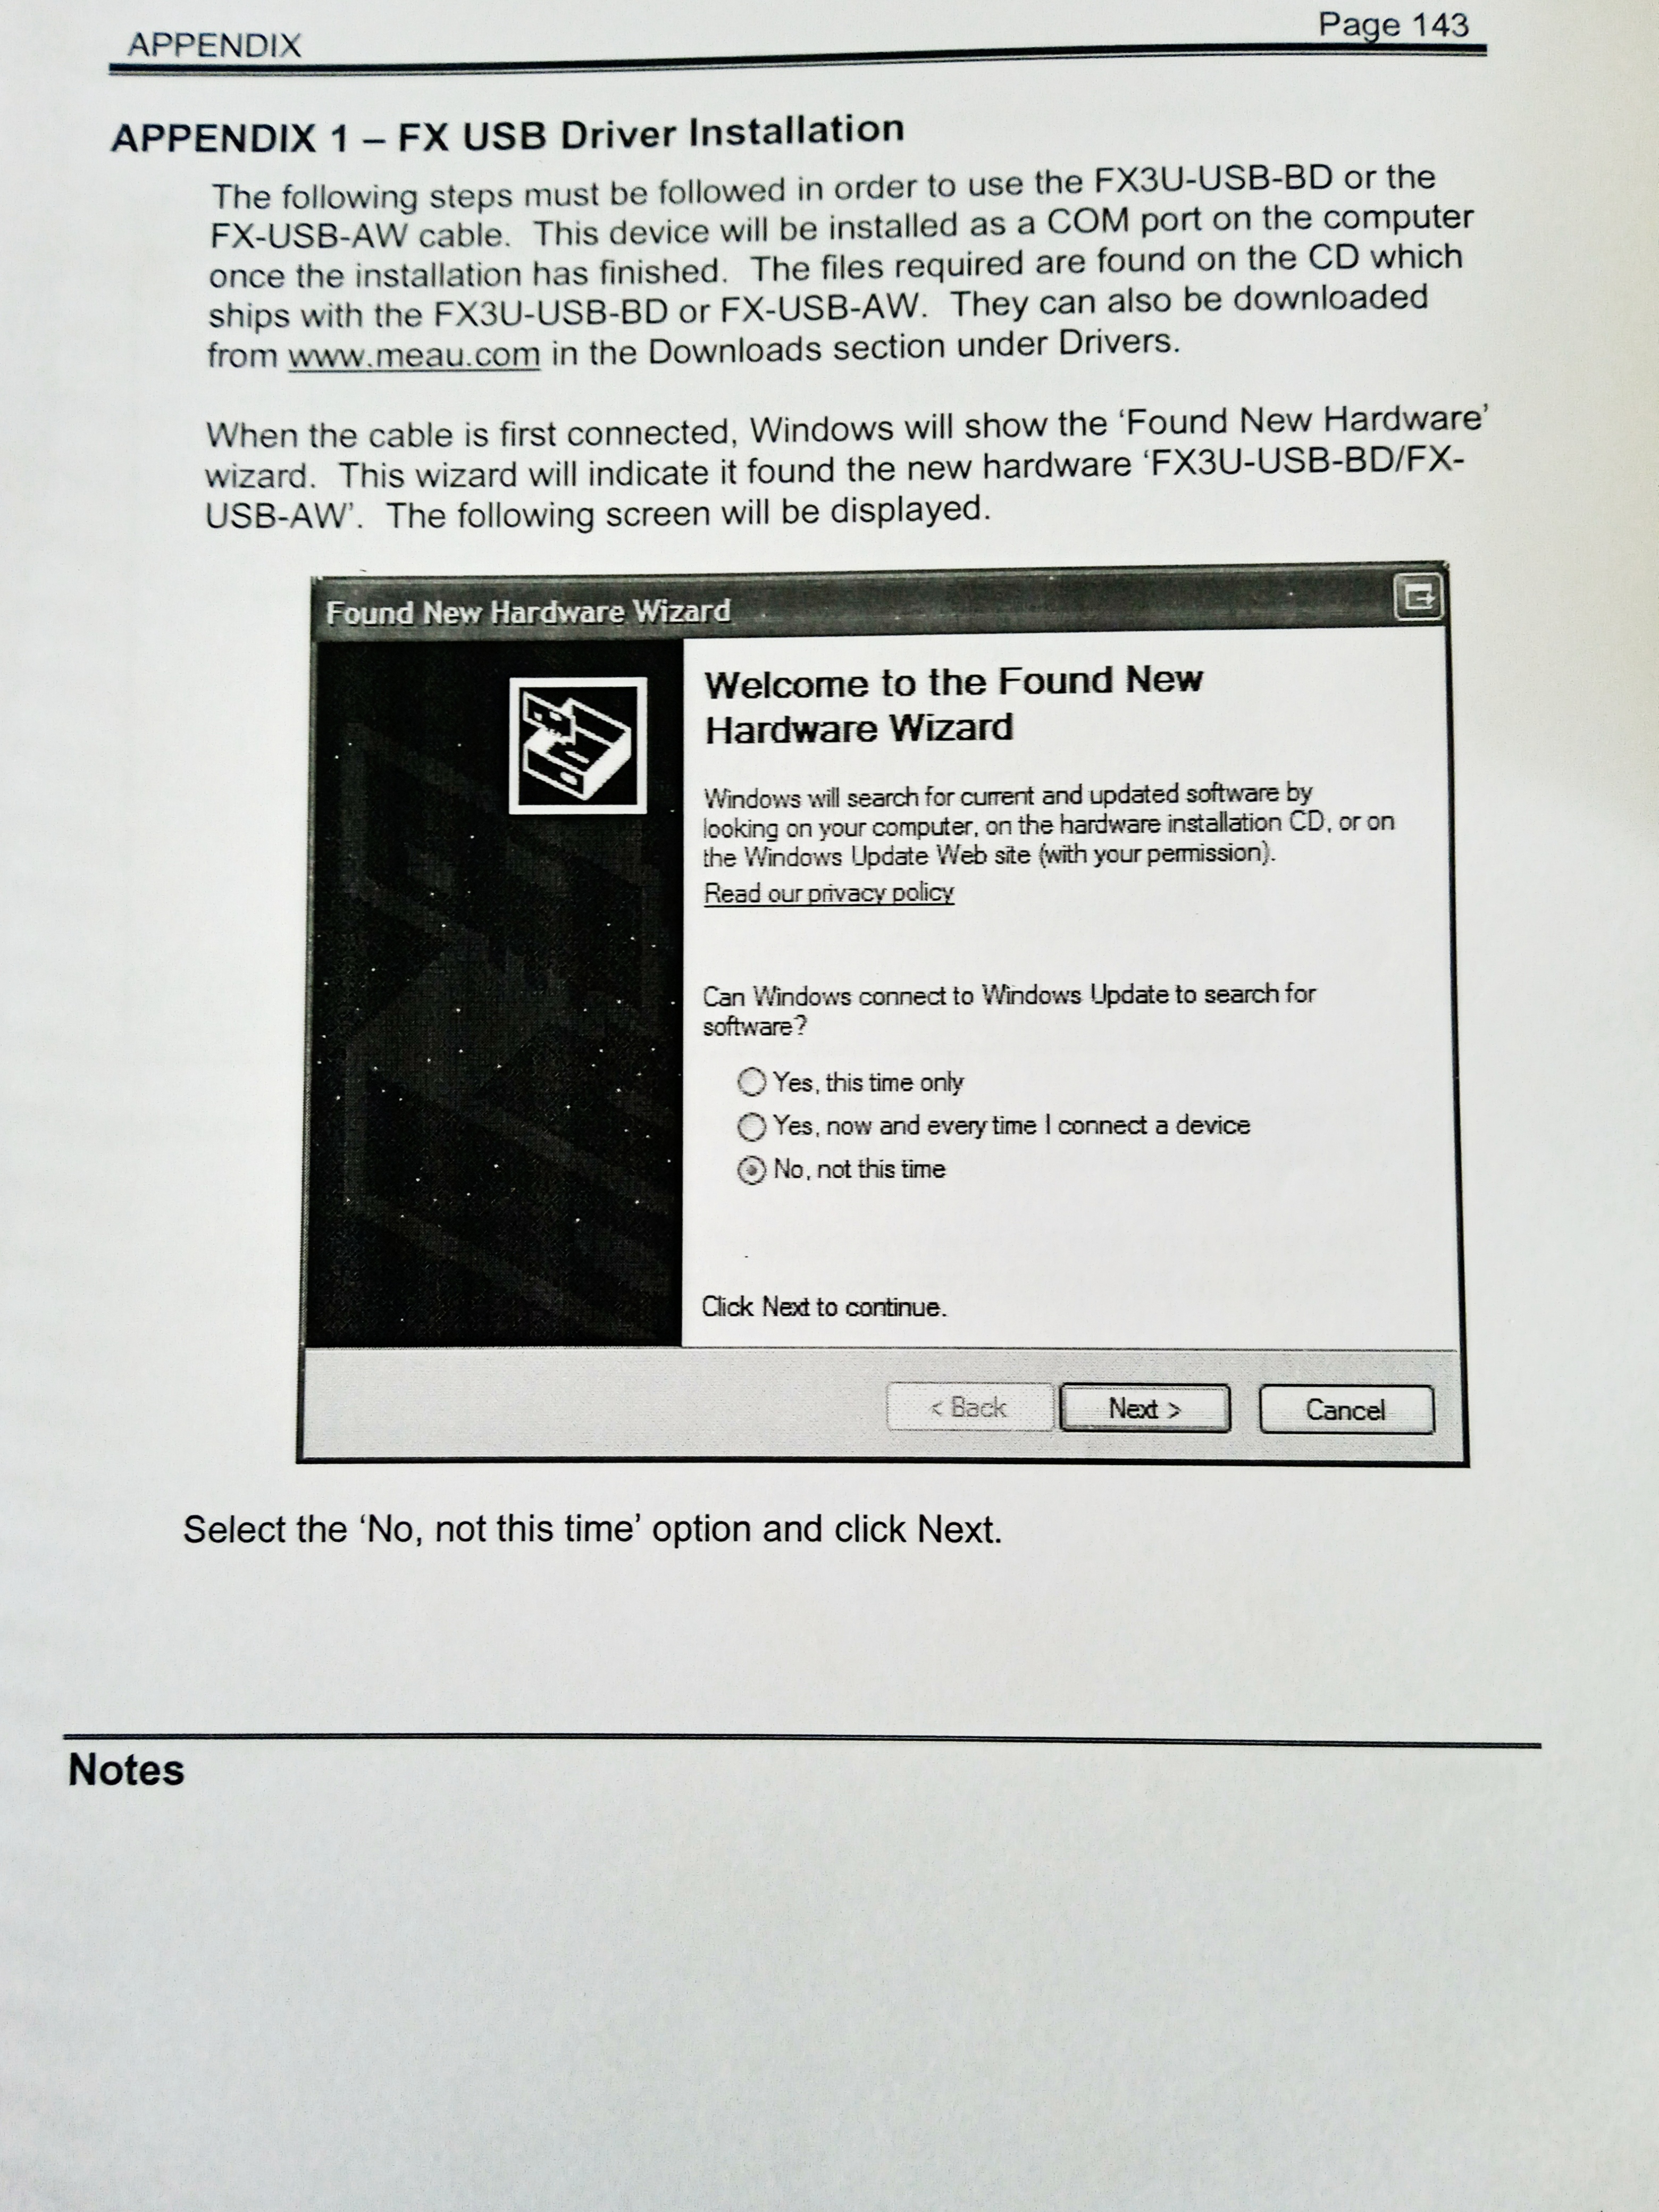 APPENDIX
Page 143
APPENDIX 1 – FX USB Driver Installation
The following steps must be followed in order to use the FX3U-USB-BD or the
FX-USB-AW cable.  This device will be installed as a COM port on the computer
once the installation has finished.  The files required are found on the CD which
ships with the FX3U-USB-BD or FX-USB-AW.  They can also be downloaded
from www.meau.com in the Downloads section under Drivers.
When the cable is first connected, Windows will show the ‘Found New Hardware’
wizard.  This wizard will indicate it found the new hardware ‘FX3U-USB-BD/FX-
USB-AW’.  The following screen will be displayed.
Found New Hardware Wizard
Welcome to the Found New
Hardware Wizard
Windows will search for current and updated software by
looking on your computer, on the hardware installation CD, or on
the Windows Update Web site (with your permission).
Read our privacy policy
Can Windows connect to Windows Update to search for
software?
Yes, this time only
Yes, now and every time I connect a device
No, not this time
Click Next to continue.
< Back
Next >
Cancel
Select the ‘No, not this time’ option and click Next.
Notes